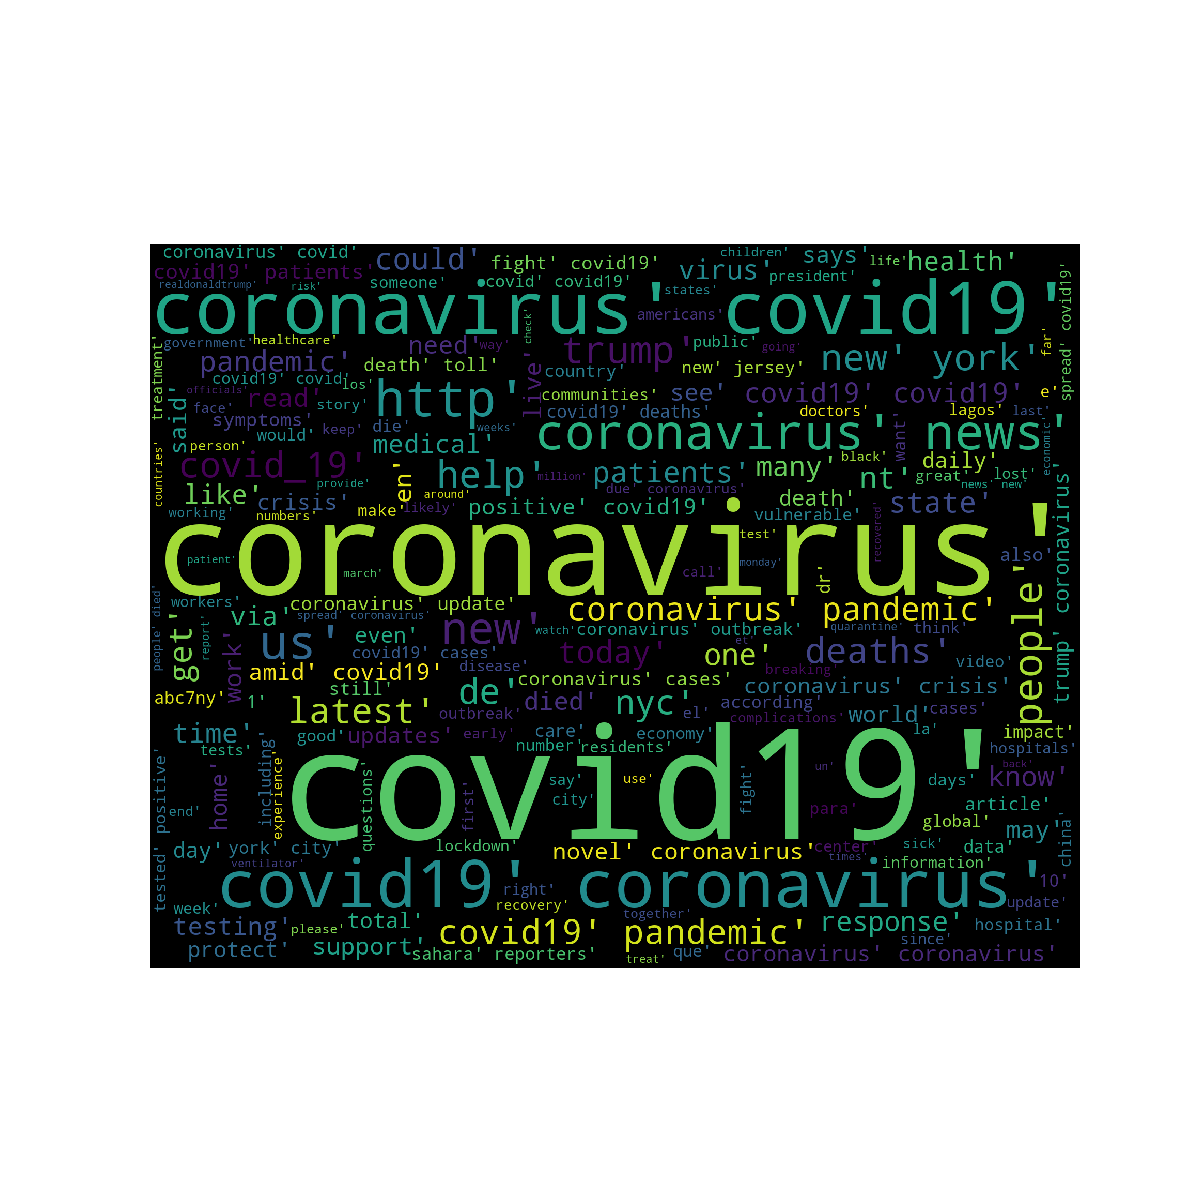 coronavirus' covid'
could'
fight' covid19'
virus'
children'
says'
life'
health'
covid19' patients'
someone'
covid' covid19'
president'
realdonaldtrump'
risk'
states'
coronavirus' covid19'
americans'
check'
spread' covid19'
far'
government'
healthcare'
need'
way'
trump'
public'
going'
new' york'
pandemic'
death' toll'
live'
country'
new' jersey'
treatment'
covid19' covid'
los'
http'
communities'
see'
covid19' covid19'
e'
officials'
read'
story'
covid19' deaths'
doctors'
lagos'
last'
said'
face'
symptoms'
keep'
die'
weeks'
coronavirus' news'
want'
economic'
person'
would'
medical'
covid_19'
en'
help'
patients'
many'
black'
nt'
daily'
countries'
provide'
million'
great'
lost'
like'
crisis'
around'
due' coronavirus'
death'
state'
news' new'
working'
numbers'
make'
likely'
positive' covid19'
vulnerable'
coronavirus'
test'
recovered'
also'
people'
trump' coronavirus'
patient'
march'
call'
monday'
dr'
people' died'
workers'
coronavirus' update'
coronavirus' pandemic'
get'
report'
via'
spread' coronavirus'
us'
even'
new'
watch'
coronavirus' outbreak'
quarantine'
think'
work'
covid19' cases'
today'
et'
one'
deaths'
amid' covid19'
disease'
breaking'
video'
abc7ny'
1'
still'
latest'
de'
coronavirus' cases'
coronavirus' crisis'
outbreak'
died'
nyc'
el'
according'
cases'
complications'
world'
la'
time'
good'
updates'
early'
care'
economy'
impact'
tests'
number'
residents'
hospitals'
positive'
home'
including'
experience'
questions'
covid19'
say'
use'
city'
fight'
un'
days'
back'
know'
end'
first'
para'
article'
global'
may'
china'
day'
york' city'
lockdown'
novel' coronavirus'
center'
sick'
data'
times'
information'
tested'
ventilator'
covid19' coronavirus'
right'
recovery'
10'
update'
week'
together'
testing'
please'
total'
covid19' pandemic'
response'
hospital'
since'
protect'
support'
sahara' reporters'
treat'
que'
coronavirus' coronavirus'